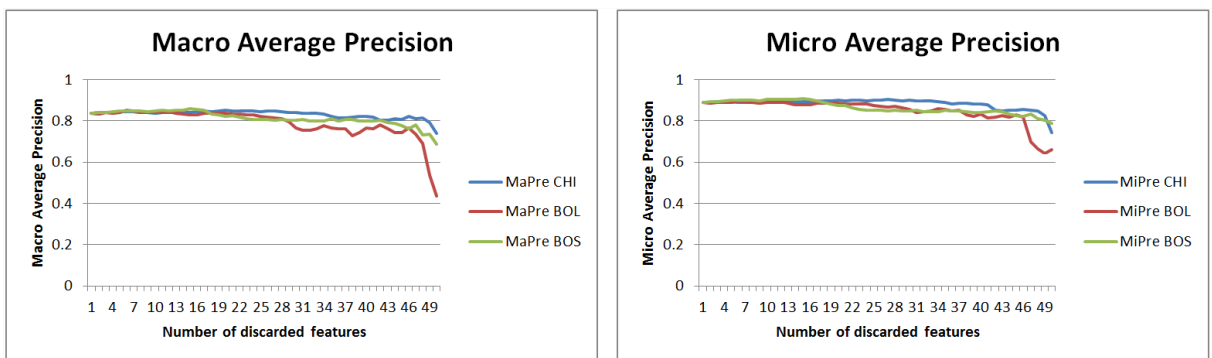 Macro Average Precision
Macro Average Precision
1
0.8
0.6
0.4
0.2
0
1 4 7 10 13 16 19 22 25 28 31 34 37 40 43 46 49
Number of discarded features
MaPre CHI
MaPre BOL
MaPre BOS
Micro Average Precision
Micro Average Precision
1
0.8
0.6
0.4
0.2
0
1 4 7 10 13 16 19 22 25 28 31 34 37 40 43 46 49
Number of discarded features
MiPre CHI
MiPre BOL
MiPre BOS